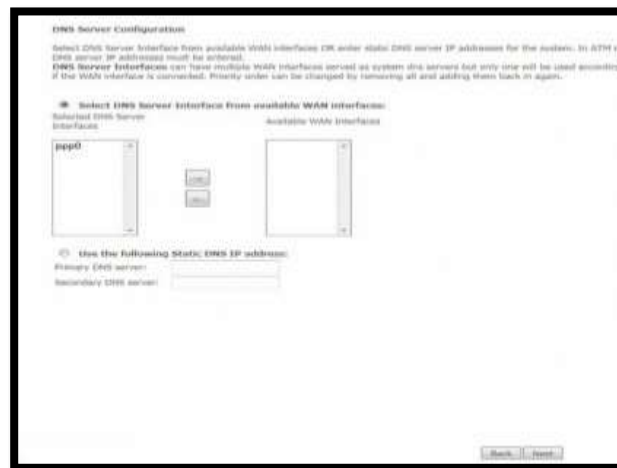 DNS Server Configuration
Select DNS Server Interface from available WAN interfaces OR enter static DNS server IP addresses for the system. In ATM
DNS server IP addresses must be entered.
DNS Server Interfaces can have multiple WAN interfaces served as system dns servers but only one will be used according
if the WAN interface is connected. Priority order can be changed by removing all and adding them back in again.
Select DNS Server Interface from available WAN interfaces:
Selected DNS Server
Interfaces
Available WAN Interfaces
ppp0
Use the following Static DNS IP address:
Primary DNS server:
Secondary DNS server:
Back Next